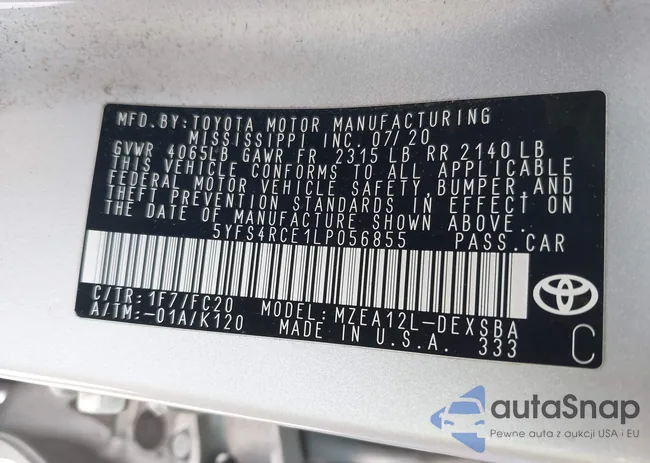 MFD.BY:TOYOTA MOTOR MANUFACTURING
MISSISSIPPI INC. 07/20
GVWR 4065LB GAWR FR 2315 LB RR 2140 LB
THIS VEHICLE CONFORMS TO ALL APPLICABLE
FEDERAL MOTOR VEHICLE SAFETY, BUMPER AND
THEFT PREVENTION STANDARDS IN EFFECT ON
THE DATE OF MANUFACTURE SHOWN ABOVE.
5YFS4RCE1LP056855 PASS.CAR
C/TR:1F7/FC20 MODEL:MZEA12L-DEXSBA
A/TM:-01A/K120 MADE IN U.S.A. 333
C
autaSnap
Pewne auta z aukcji USA i EU